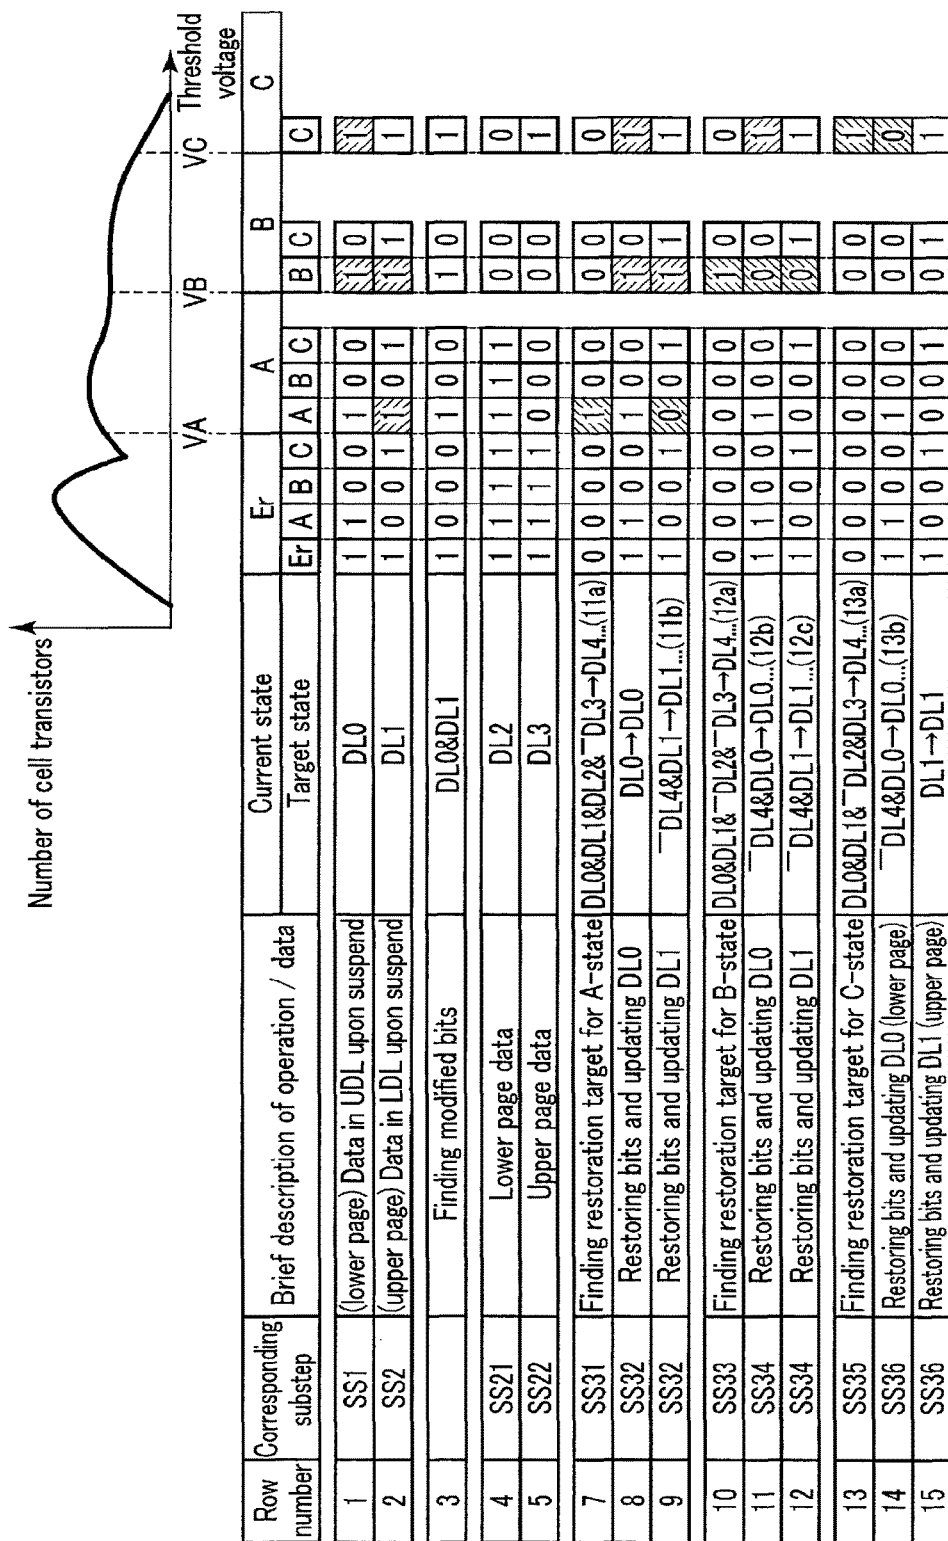 Number of cell transistors
VA VB VC Threshold voltage
Row number Corresponding substep Brief description of operation / data Current state Er A B C
Target state Er A B C A B C B C C
1 SS1 (lower page) Data in UDL upon suspend DL0 1 1 0 0 1 0 0 1 0 1
2 SS2 (upper page) Data in LDL upon suspend DL1 1 0 0 1 1 0 1 1 1 1
3 Finding modified bits DL0&DL1 1 0 0 0 1 0 0 1 0 1
4 SS21 Lower page data DL2 1 1 1 1 1 1 1 0 0 0
5 SS22 Upper page data DL3 1 1 1 1 0 0 0 0 0 1
7 SS31 Finding restoration target for A-state DL0&DL1&DL2&‾DL3→DL4...(11a) 0 0 0 0 1 0 0 0 0 0
8 SS32 Restoring bits and updating DL0 DL0→DL0 1 1 0 0 1 0 0 1 0 1
9 SS32 Restoring bits and updating DL1 ‾DL4&DL1→DL1...(11b) 1 0 0 1 0 0 1 1 1 1
10 SS33 Finding restoration target for B-state DL0&DL1&‾DL2&‾DL3→DL4...(12a) 0 0 0 0 0 0 0 1 0 0
11 SS34 Restoring bits and updating DL0 ‾DL4&DL0→DL0...(12b) 1 1 0 0 1 0 0 0 0 1
12 SS34 Restoring bits and updating DL1 ‾DL4&DL1→DL1...(12c) 1 0 0 1 0 0 1 0 1 1
13 SS35 Finding restoration target for C-state DL0&DL1&‾DL2&DL3→DL4...(13a) 0 0 0 0 0 0 0 0 0 1
14 SS36 Restoring bits and updating DL0 (lower page) ‾DL4&DL0→DL0...(13b) 1 1 0 0 1 0 0 0 0 0
15 SS36 Restoring bits and updating DL1 (upper page) DL1→DL1 1 0 0 1 0 0 1 0 1 1